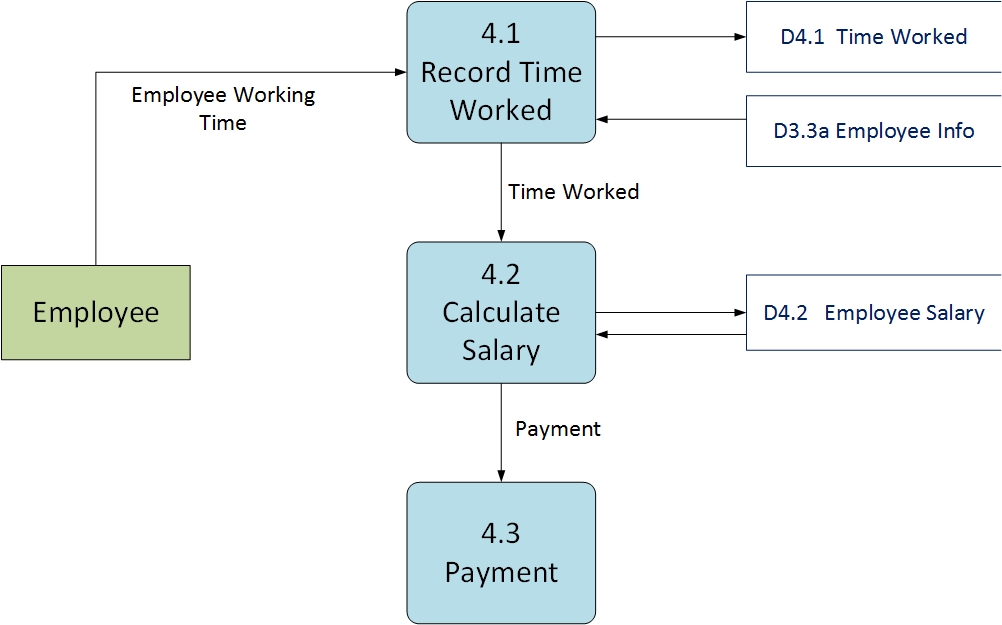 4.1
Record Time
Worked
D4.1 Time Worked
Employee Working
Time
D3.3a Employee Info
Time Worked
Employee
4.2
Calculate
Salary
D4.2 Employee Salary
Payment
4.3
Payment